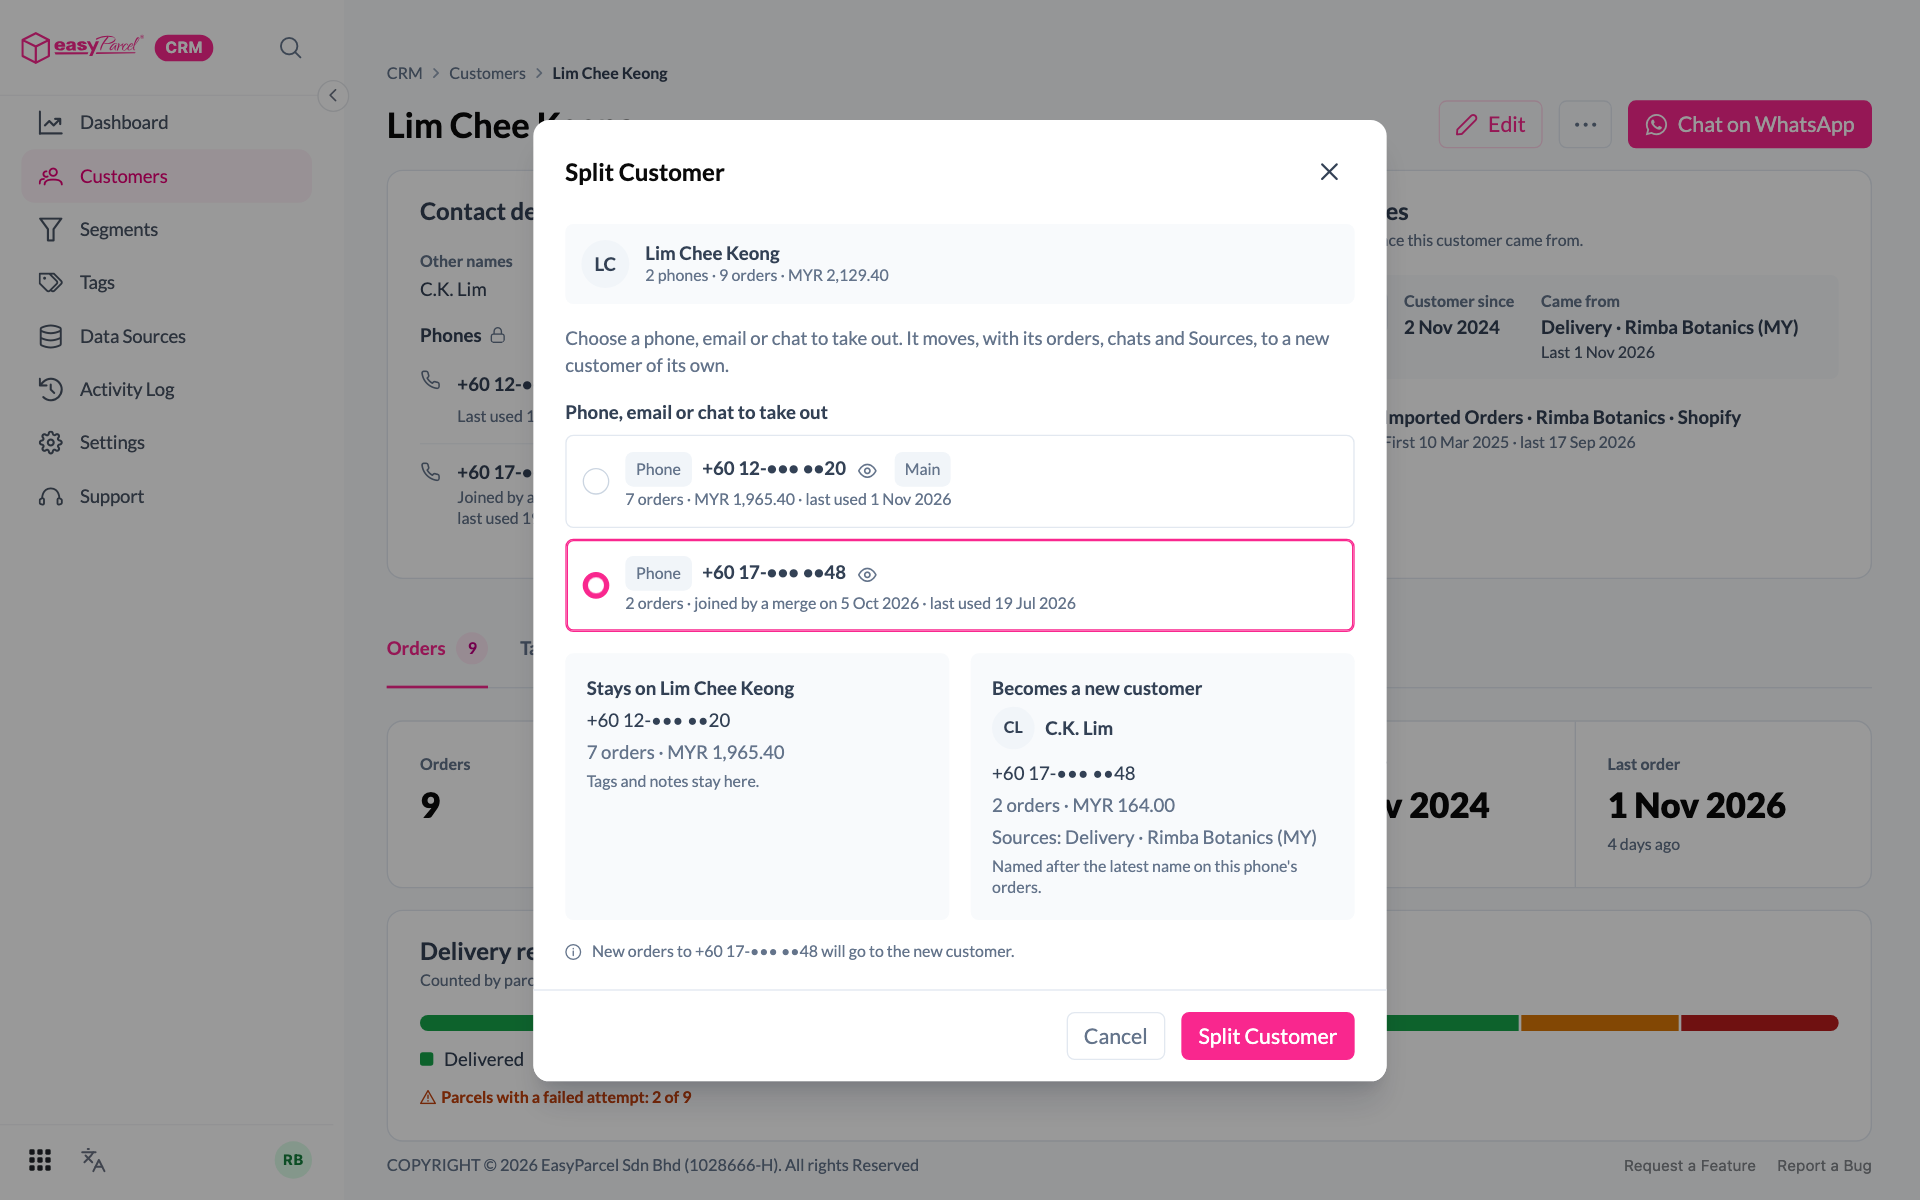 easyParcel CRM
Dashboard
Customers
Segments
Tags
Data Sources
Activity Log
Settings
Support
RB
CRM > Customers > Lim Chee Keong
Lim Chee
Edit
Chat on WhatsApp
Contact de
Other names
C.K. Lim
Phones
+60 12-•
Last used 1
+60 17-•
Joined by a
last used 19
es
ce this customer came from.
Customer since
2 Nov 2024
Came from
Delivery · Rimba Botanics (MY)
Last 1 Nov 2026
Imported Orders · Rimba Botanics · Shopify
First 10 Mar 2025 · last 17 Sep 2026
Orders 9
Ta
Orders
9
v 2024
Last order
1 Nov 2026
4 days ago
Delivery re
Counted by parc
Delivered
Parcels with a failed attempt: 2 of 9
COPYRIGHT © 2026 EasyParcel Sdn Bhd (1028666-H). All rights Reserved
Request a Feature
Report a Bug
Split Customer
LC
Lim Chee Keong
2 phones · 9 orders · MYR 2,129.40
Choose a phone, email or chat to take out. It moves, with its orders, chats and Sources, to a new
customer of its own.
Phone, email or chat to take out
Phone +60 12-••• ••20 Main
7 orders · MYR 1,965.40 · last used 1 Nov 2026
Phone +60 17-••• ••48
2 orders · joined by a merge on 5 Oct 2026 · last used 19 Jul 2026
Stays on Lim Chee Keong
+60 12-••• ••20
7 orders · MYR 1,965.40
Tags and notes stay here.
Becomes a new customer
CL C.K. Lim
+60 17-••• ••48
2 orders · MYR 164.00
Sources: Delivery · Rimba Botanics (MY)
Named after the latest name on this phone's
orders.
New orders to +60 17-••• ••48 will go to the new customer.
Cancel
Split Customer